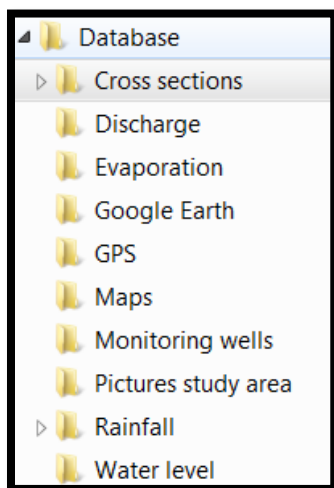 Database
Cross sections
Discharge
Evaporation
Google Earth
GPS
Maps
Monitoring wells
Pictures study area
Rainfall
Water level